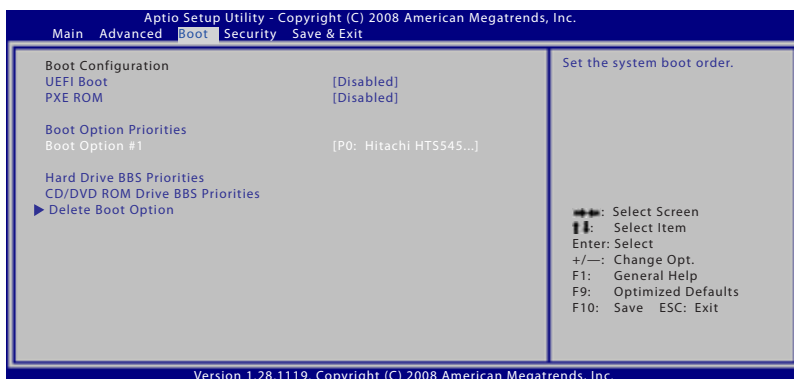 Aptio Setup Utility - Copyright (C) 2008 American Megatrends, Inc.
Main Advanced Boot Security Save & Exit
Boot Configuration
UEFI Boot [Disabled]
PXE ROM [Disabled]
Boot Option Priorities
Boot Option #1 [P0: Hitachi HTS545...]
Hard Drive BBS Priorities
CD/DVD ROM Drive BBS Priorities
Delete Boot Option
Set the system boot order.
: Select Screen
: Select Item
Enter: Select
+/—: Change Opt.
F1: General Help
F9: Optimized Defaults
F10: Save ESC: Exit
Version 1.28.1119. Copyright (C) 2008 American Megatrends, Inc.